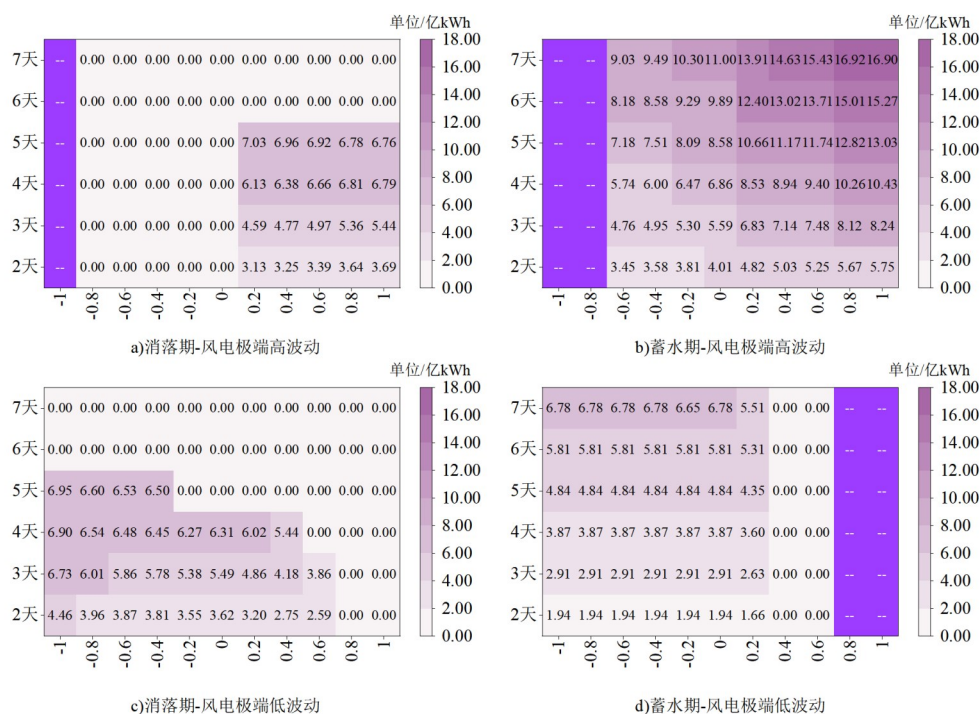 单位/亿kWh
7天 -- 0.00 0.00 0.00 0.00 0.00 0.00 0.00 0.00 0.00 0.00
6天 -- 0.00 0.00 0.00 0.00 0.00 0.00 0.00 0.00 0.00 0.00
5天 -- 0.00 0.00 0.00 0.00 0.00 7.03 6.96 6.92 6.78 6.76
4天 -- 0.00 0.00 0.00 0.00 0.00 6.13 6.38 6.66 6.81 6.79
3天 -- 0.00 0.00 0.00 0.00 0.00 4.59 4.77 4.97 5.36 5.44
2天 -- 0.00 0.00 0.00 0.00 0.00 3.13 3.25 3.39 3.64 3.69
-1 -0.8 -0.6 -0.4 -0.2 0 0.2 0.4 0.6 0.8 1
18.00
16.00
14.00
12.00
10.00
8.00
6.00
4.00
2.00
0.00
a)消落期-风电极端高波动
单位/亿kWh
7天 -- -- 9.03 9.49 10.30 11.00 13.91 14.63 15.43 16.92 16.90
6天 -- -- 8.18 8.58 9.29 9.89 12.40 13.02 13.71 15.01 15.27
5天 -- -- 7.18 7.51 8.09 8.58 10.66 11.17 11.74 12.82 13.03
4天 -- -- 5.74 6.00 6.47 6.86 8.53 8.94 9.40 10.26 10.43
3天 -- -- 4.76 4.95 5.30 5.59 6.83 7.14 7.48 8.12 8.24
2天 -- -- 3.45 3.58 3.81 4.01 4.82 5.03 5.25 5.67 5.75
-1 -0.8 -0.6 -0.4 -0.2 0 0.2 0.4 0.6 0.8 1
18.00
16.00
14.00
12.00
10.00
8.00
6.00
4.00
2.00
0.00
b)蓄水期-风电极端高波动
单位/亿kWh
7天 0.00 0.00 0.00 0.00 0.00 0.00 0.00 0.00 0.00 0.00 0.00
6天 0.00 0.00 0.00 0.00 0.00 0.00 0.00 0.00 0.00 0.00 0.00
5天 6.95 6.60 6.53 6.50 0.00 0.00 0.00 0.00 0.00 0.00 0.00
4天 6.90 6.54 6.48 6.45 6.27 6.31 6.02 5.44 0.00 0.00 0.00
3天 6.73 6.01 5.86 5.78 5.38 5.49 4.86 4.18 3.86 0.00 0.00
2天 4.46 3.96 3.87 3.81 3.55 3.62 3.20 2.75 2.59 0.00 0.00
-1 -0.8 -0.6 -0.4 -0.2 0 0.2 0.4 0.6 0.8 1
18.00
16.00
14.00
12.00
10.00
8.00
6.00
4.00
2.00
0.00
c)消落期-风电极端低波动
单位/亿kWh
7天 6.78 6.78 6.78 6.78 6.65 6.78 5.51 0.00 0.00 -- --
6天 5.81 5.81 5.81 5.81 5.81 5.81 5.31 0.00 0.00 -- --
5天 4.84 4.84 4.84 4.84 4.84 4.84 4.35 0.00 0.00 -- --
4天 3.87 3.87 3.87 3.87 3.87 3.87 3.60 0.00 0.00 -- --
3天 2.91 2.91 2.91 2.91 2.91 2.91 2.63 0.00 0.00 -- --
2天 1.94 1.94 1.94 1.94 1.94 1.94 1.66 0.00 0.00 -- --
-1 -0.8 -0.6 -0.4 -0.2 0 0.2 0.4 0.6 0.8 1
18.00
16.00
14.00
12.00
10.00
8.00
6.00
4.00
2.00
0.00
d)蓄水期-风电极端低波动